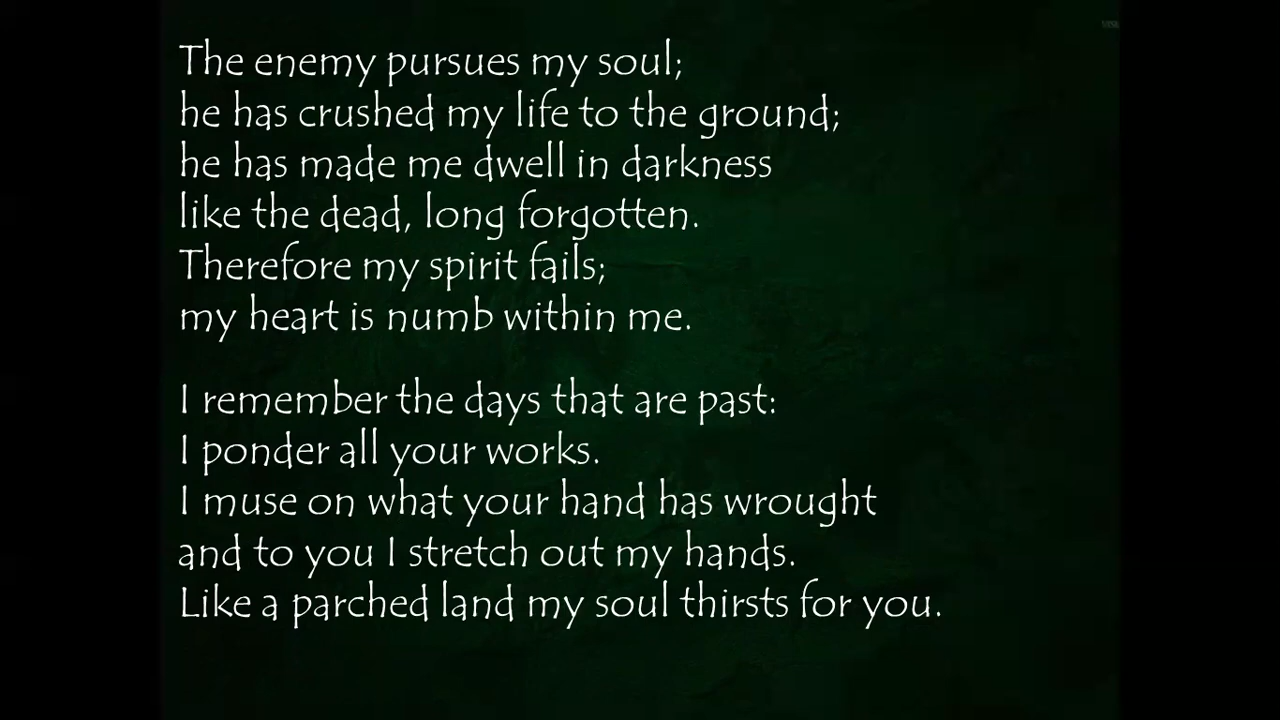 The enemy pursues my soul;
he has crushed my life to the ground;
he has made me dwell in darkness
like the dead, long forgotten.
Therefore my spirit fails;
my heart is numb within me.
I remember the days that are past:
I ponder all your works.
I muse on what your hand has wrought
and to you I stretch out my hands.
Like a parched land my soul thirsts for you.